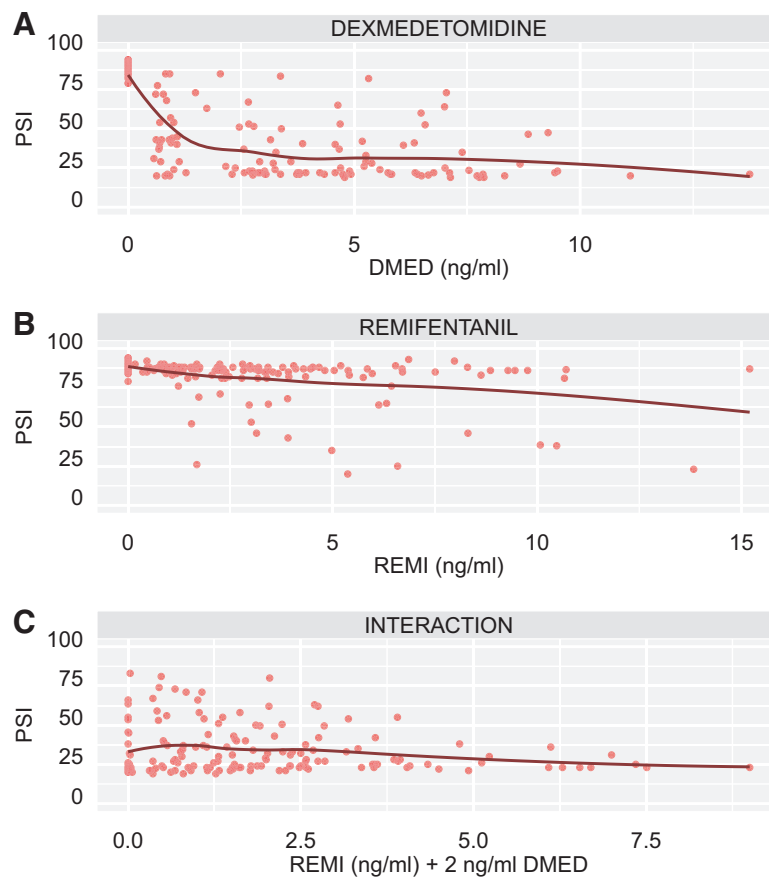 A
DEXMEDETOMIDINE
100
75
50
25
0
PSI
0 5 10
DMED (ng/ml)
B
REMIFENTANIL
100
75
50
25
0
PSI
0 5 10 15
REMI (ng/ml)
C
INTERACTION
100
75
50
25
0
PSI
0.0 2.5 5.0 7.5
REMI (ng/ml) + 2 ng/ml DMED